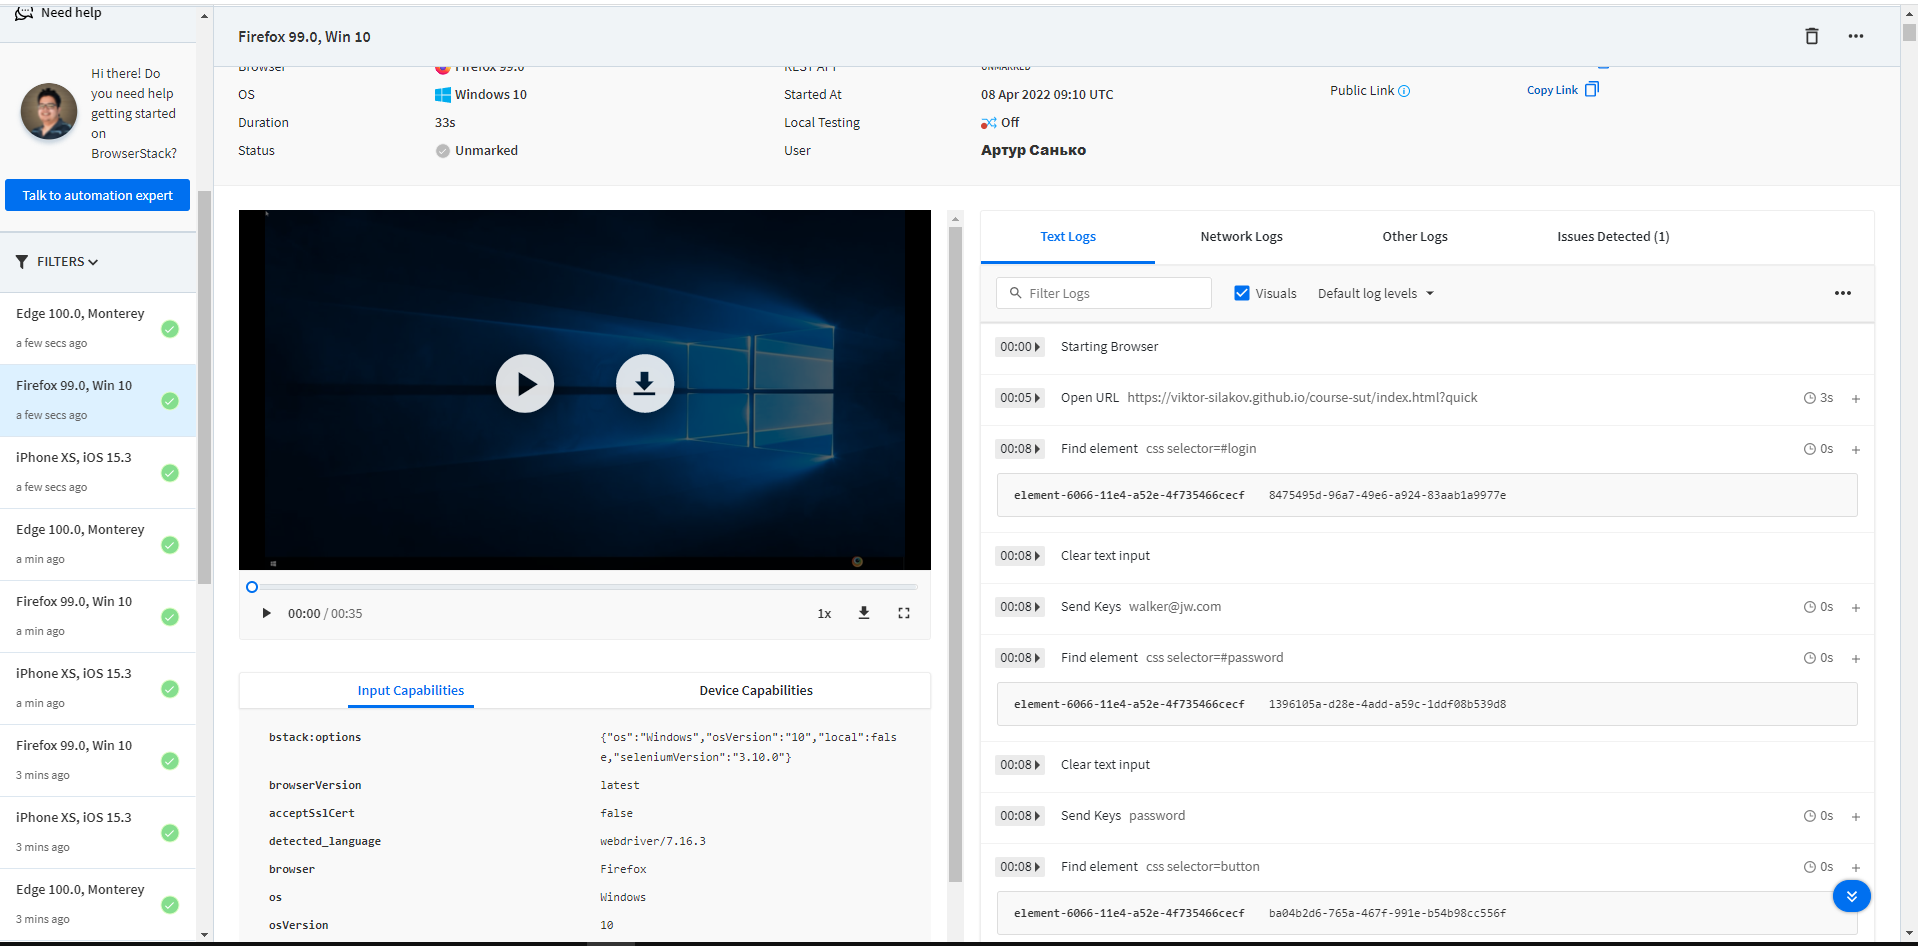 Need help
Hi there! Do
you need help
getting started
on
BrowserStack?
Talk to automation expert
FILTERS
Edge 100.0, Monterey
a few secs ago
Firefox 99.0, Win 10
a few secs ago
iPhone XS, iOS 15.3
a few secs ago
Edge 100.0, Monterey
a min ago
Firefox 99.0, Win 10
a min ago
iPhone XS, iOS 15.3
a min ago
Firefox 99.0, Win 10
3 mins ago
iPhone XS, iOS 15.3
3 mins ago
Edge 100.0, Monterey
3 mins ago
Firefox 99.0, Win 10
Browser Firefox 99.0 REST API UNMARKED
OS Windows 10 Started At 08 Apr 2022 09:10 UTC Public Link Copy Link
Duration 33s Local Testing Off
Status Unmarked User Артур Санько
00:00 / 00:35 1x
Input Capabilities Device Capabilities
bstack:options {"os":"Windows","osVersion":"10","local":fals
e,"seleniumVersion":"3.10.0"}
browserVersion latest
acceptSslCert false
detected_language webdriver/7.16.3
browser Firefox
os Windows
osVersion 10
Text Logs Network Logs Other Logs Issues Detected (1)
Filter Logs Visuals Default log levels
00:00 Starting Browser
00:05 Open URL https://viktor-silakov.github.io/course-sut/index.html?quick 3s +
00:08 Find element css selector=#login 0s +
element-6066-11e4-a52e-4f735466cecf 8475495d-96a7-49e6-a924-83aab1a9977e
00:08 Clear text input
00:08 Send Keys walker@jw.com 0s +
00:08 Find element css selector=#password 0s +
element-6066-11e4-a52e-4f735466cecf 1396105a-d28e-4add-a59c-1ddf08b539d8
00:08 Clear text input
00:08 Send Keys password 0s +
00:08 Find element css selector=button 0s +
element-6066-11e4-a52e-4f735466cecf ba04b2d6-765a-467f-991e-b54b98cc556f